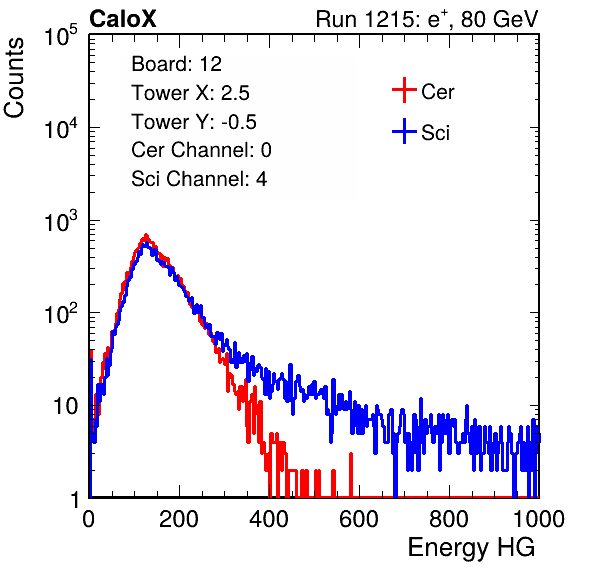 CaloX Run 1215: e⁺, 80 GeV
Board: 12
Tower X: 2.5
Tower Y: -0.5
Cer Channel: 0
Sci Channel: 4
Cer
Sci
Counts
10⁵
10⁴
10³
10²
10
1
0 200 400 600 800 1000
Energy HG